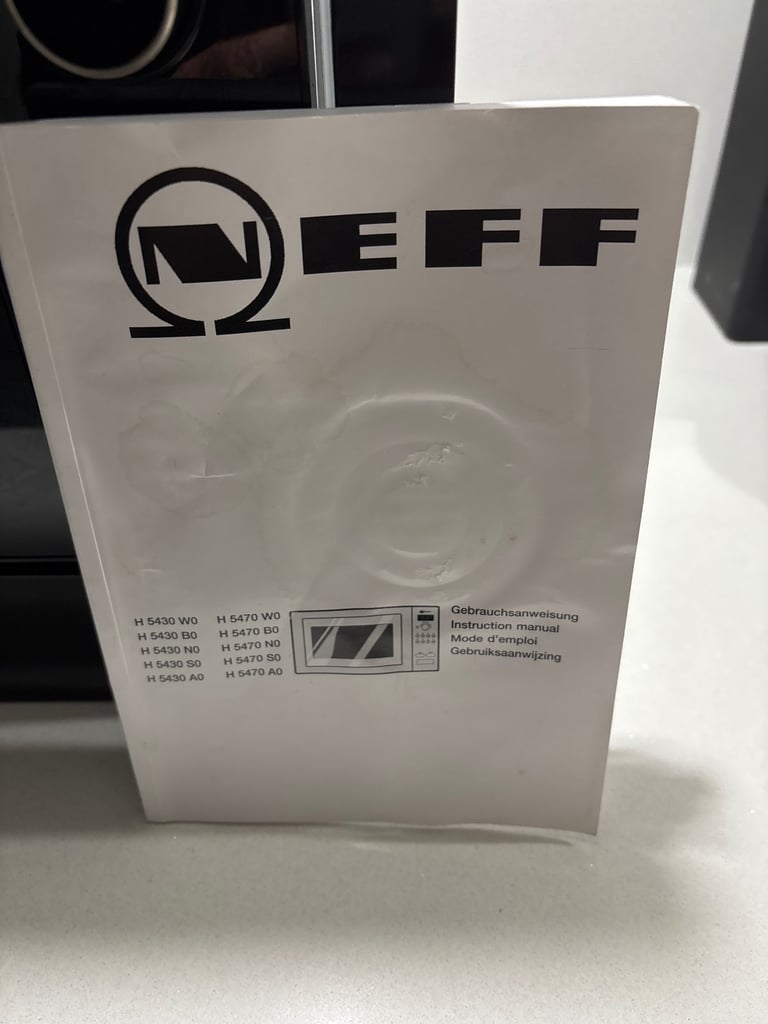 NEFF
H 5430 W0 H 5470 W0
H 5430 B0 H 5470 B0
H 5430 N0 H 5470 N0
H 5430 S0 H 5470 S0
H 5430 A0 H 5470 A0
Gebrauchsanweisung
Instruction manual
Mode d'emploi
Gebruiksaanwijzing